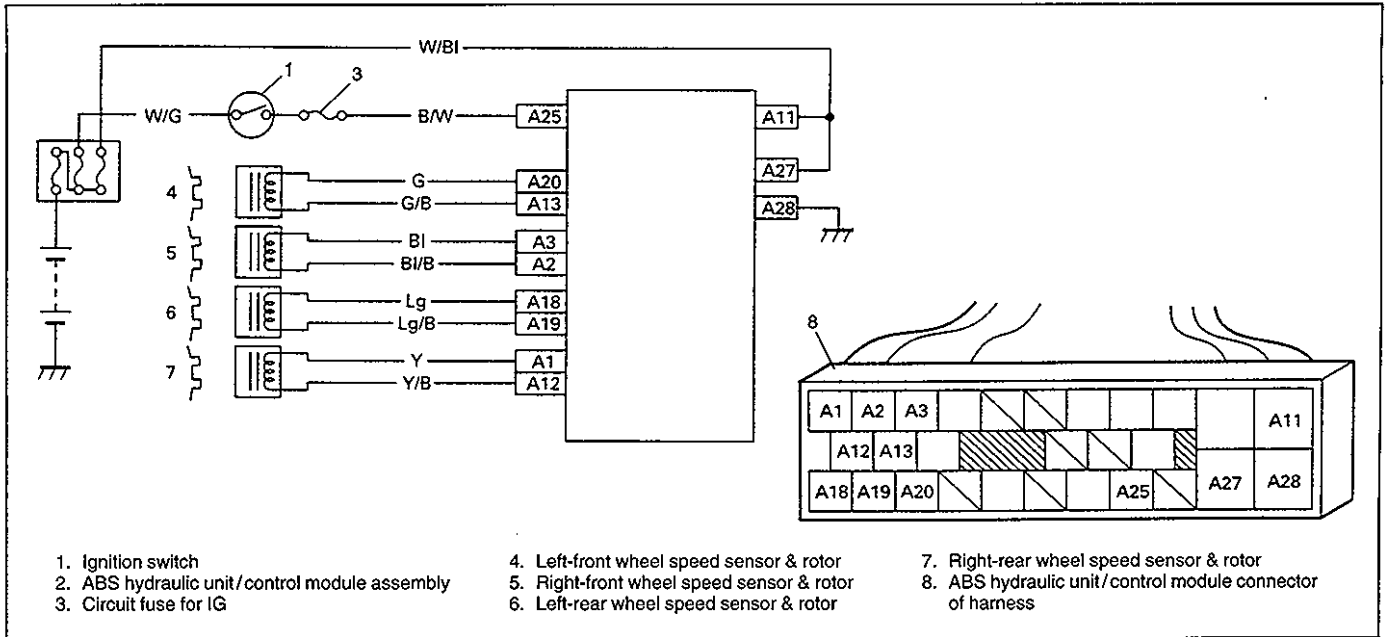 W/Bl
1
3
W/G
B/W
A25
A11
A27
4
G
A20
G/B
A13
A28
5
Bl
A3
Bl/B
A2
6
Lg
A18
Lg/B
A19
7
Y
A1
Y/B
A12
8
A1 A2 A3 A11
A12 A13
A18 A19 A20 A25 A27 A28
1. Ignition switch
2. ABS hydraulic unit/control module assembly
3. Circuit fuse for IG
4. Left-front wheel speed sensor & rotor
5. Right-front wheel speed sensor & rotor
6. Left-rear wheel speed sensor & rotor
7. Right-rear wheel speed sensor & rotor
8. ABS hydraulic unit/control module connector
of harness